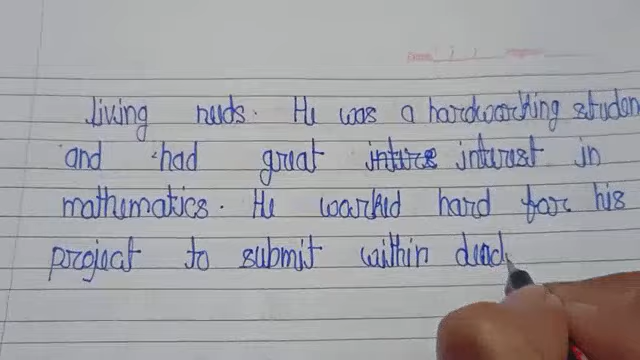 living needs. He was a hardworking studen
and had great interes interest in
mathematics. He worked hard for his
project to submit within dead